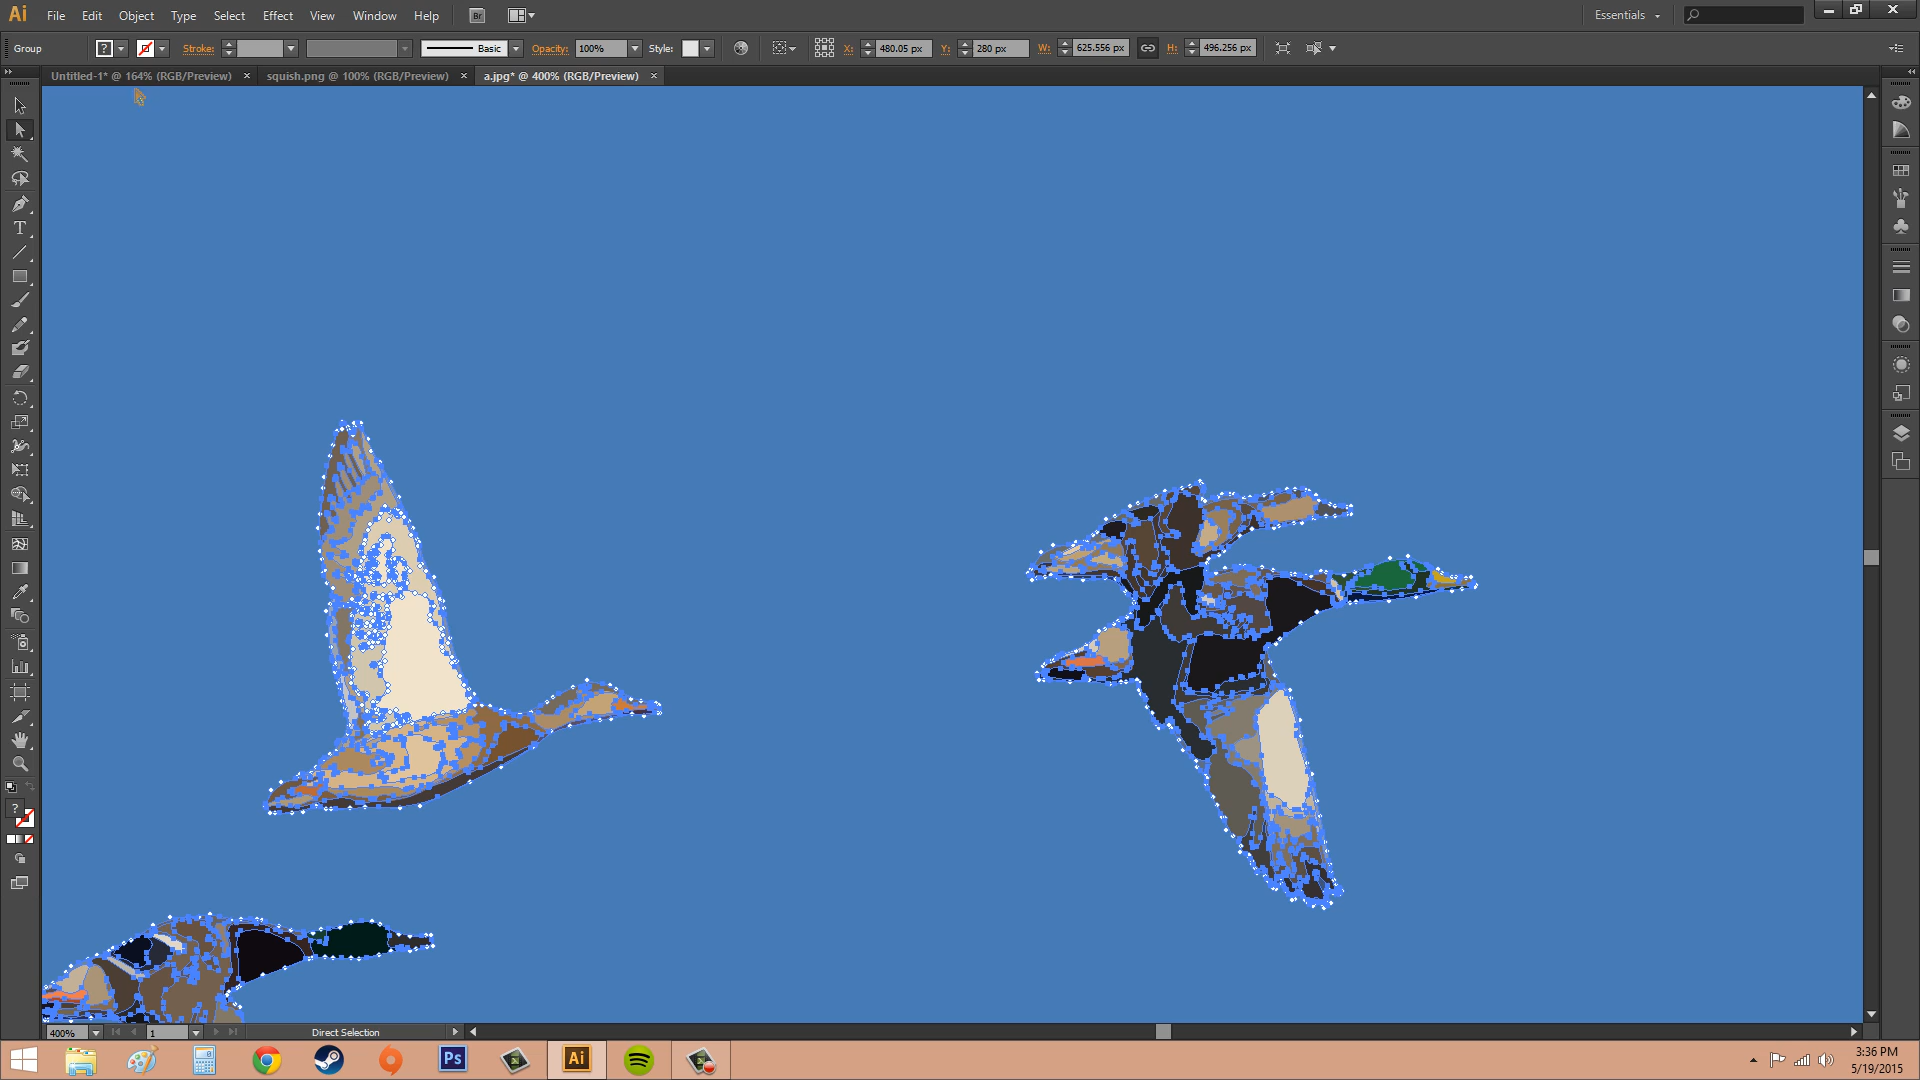 Ai File Edit Object Type Select Effect View Window Help Br Essentials
Group ? Stroke: Basic Opacity: 100% Style: X: 480.05 px Y: 280 px W: 625.556 px H: 496.256 px
Untitled-1* @ 164% (RGB/Preview) × squish.png @ 100% (RGB/Preview) × a.jpg* @ 400% (RGB/Preview) ×
T
?
400% 1 Direct Selection
Ps Ai
3:36 PM
5/19/2015